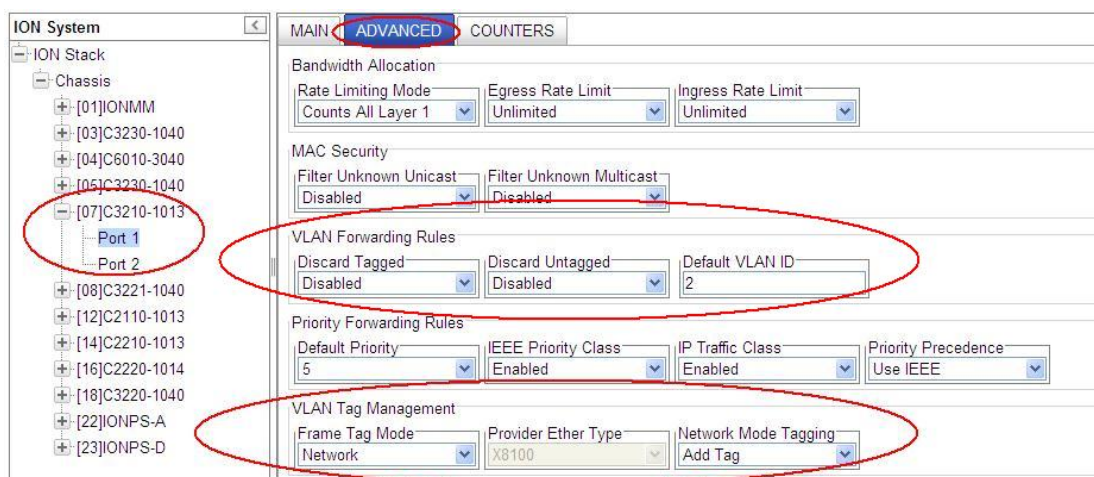 ION System
ION Stack
Chassis
[01]IONMM
[03]C3230-1040
[04]C6010-3040
[05]C3230-1040
[07]C3210-1013
Port 1
Port 2
[08]C3221-1040
[12]C2110-1013
[14]C2210-1013
[16]C2220-1014
[18]C3220-1040
[22]IONPS-A
[23]IONPS-D
MAIN ADVANCED COUNTERS
Bandwidth Allocation
Rate Limiting Mode Egress Rate Limit Ingress Rate Limit
Counts All Layer 1 Unlimited Unlimited
MAC Security
Filter Unknown Unicast Filter Unknown Multicast
Disabled Disabled
VLAN Forwarding Rules
Discard Tagged Discard Untagged Default VLAN ID
Disabled Disabled 2
Priority Forwarding Rules
Default Priority IEEE Priority Class IP Traffic Class Priority Precedence
5 Enabled Enabled Use IEEE
VLAN Tag Management
Frame Tag Mode Provider Ether Type Network Mode Tagging
Network X8100 Add Tag